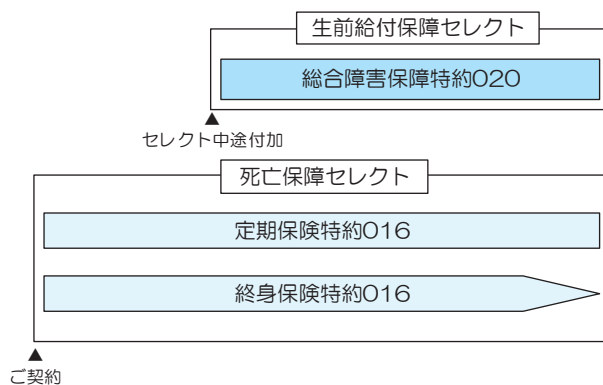 生前給付保障セレクト
総合障害保障特約020
▲
セレクト中途付加
死亡保障セレクト
定期保険特約016
終身保険特約016
▲
ご契約